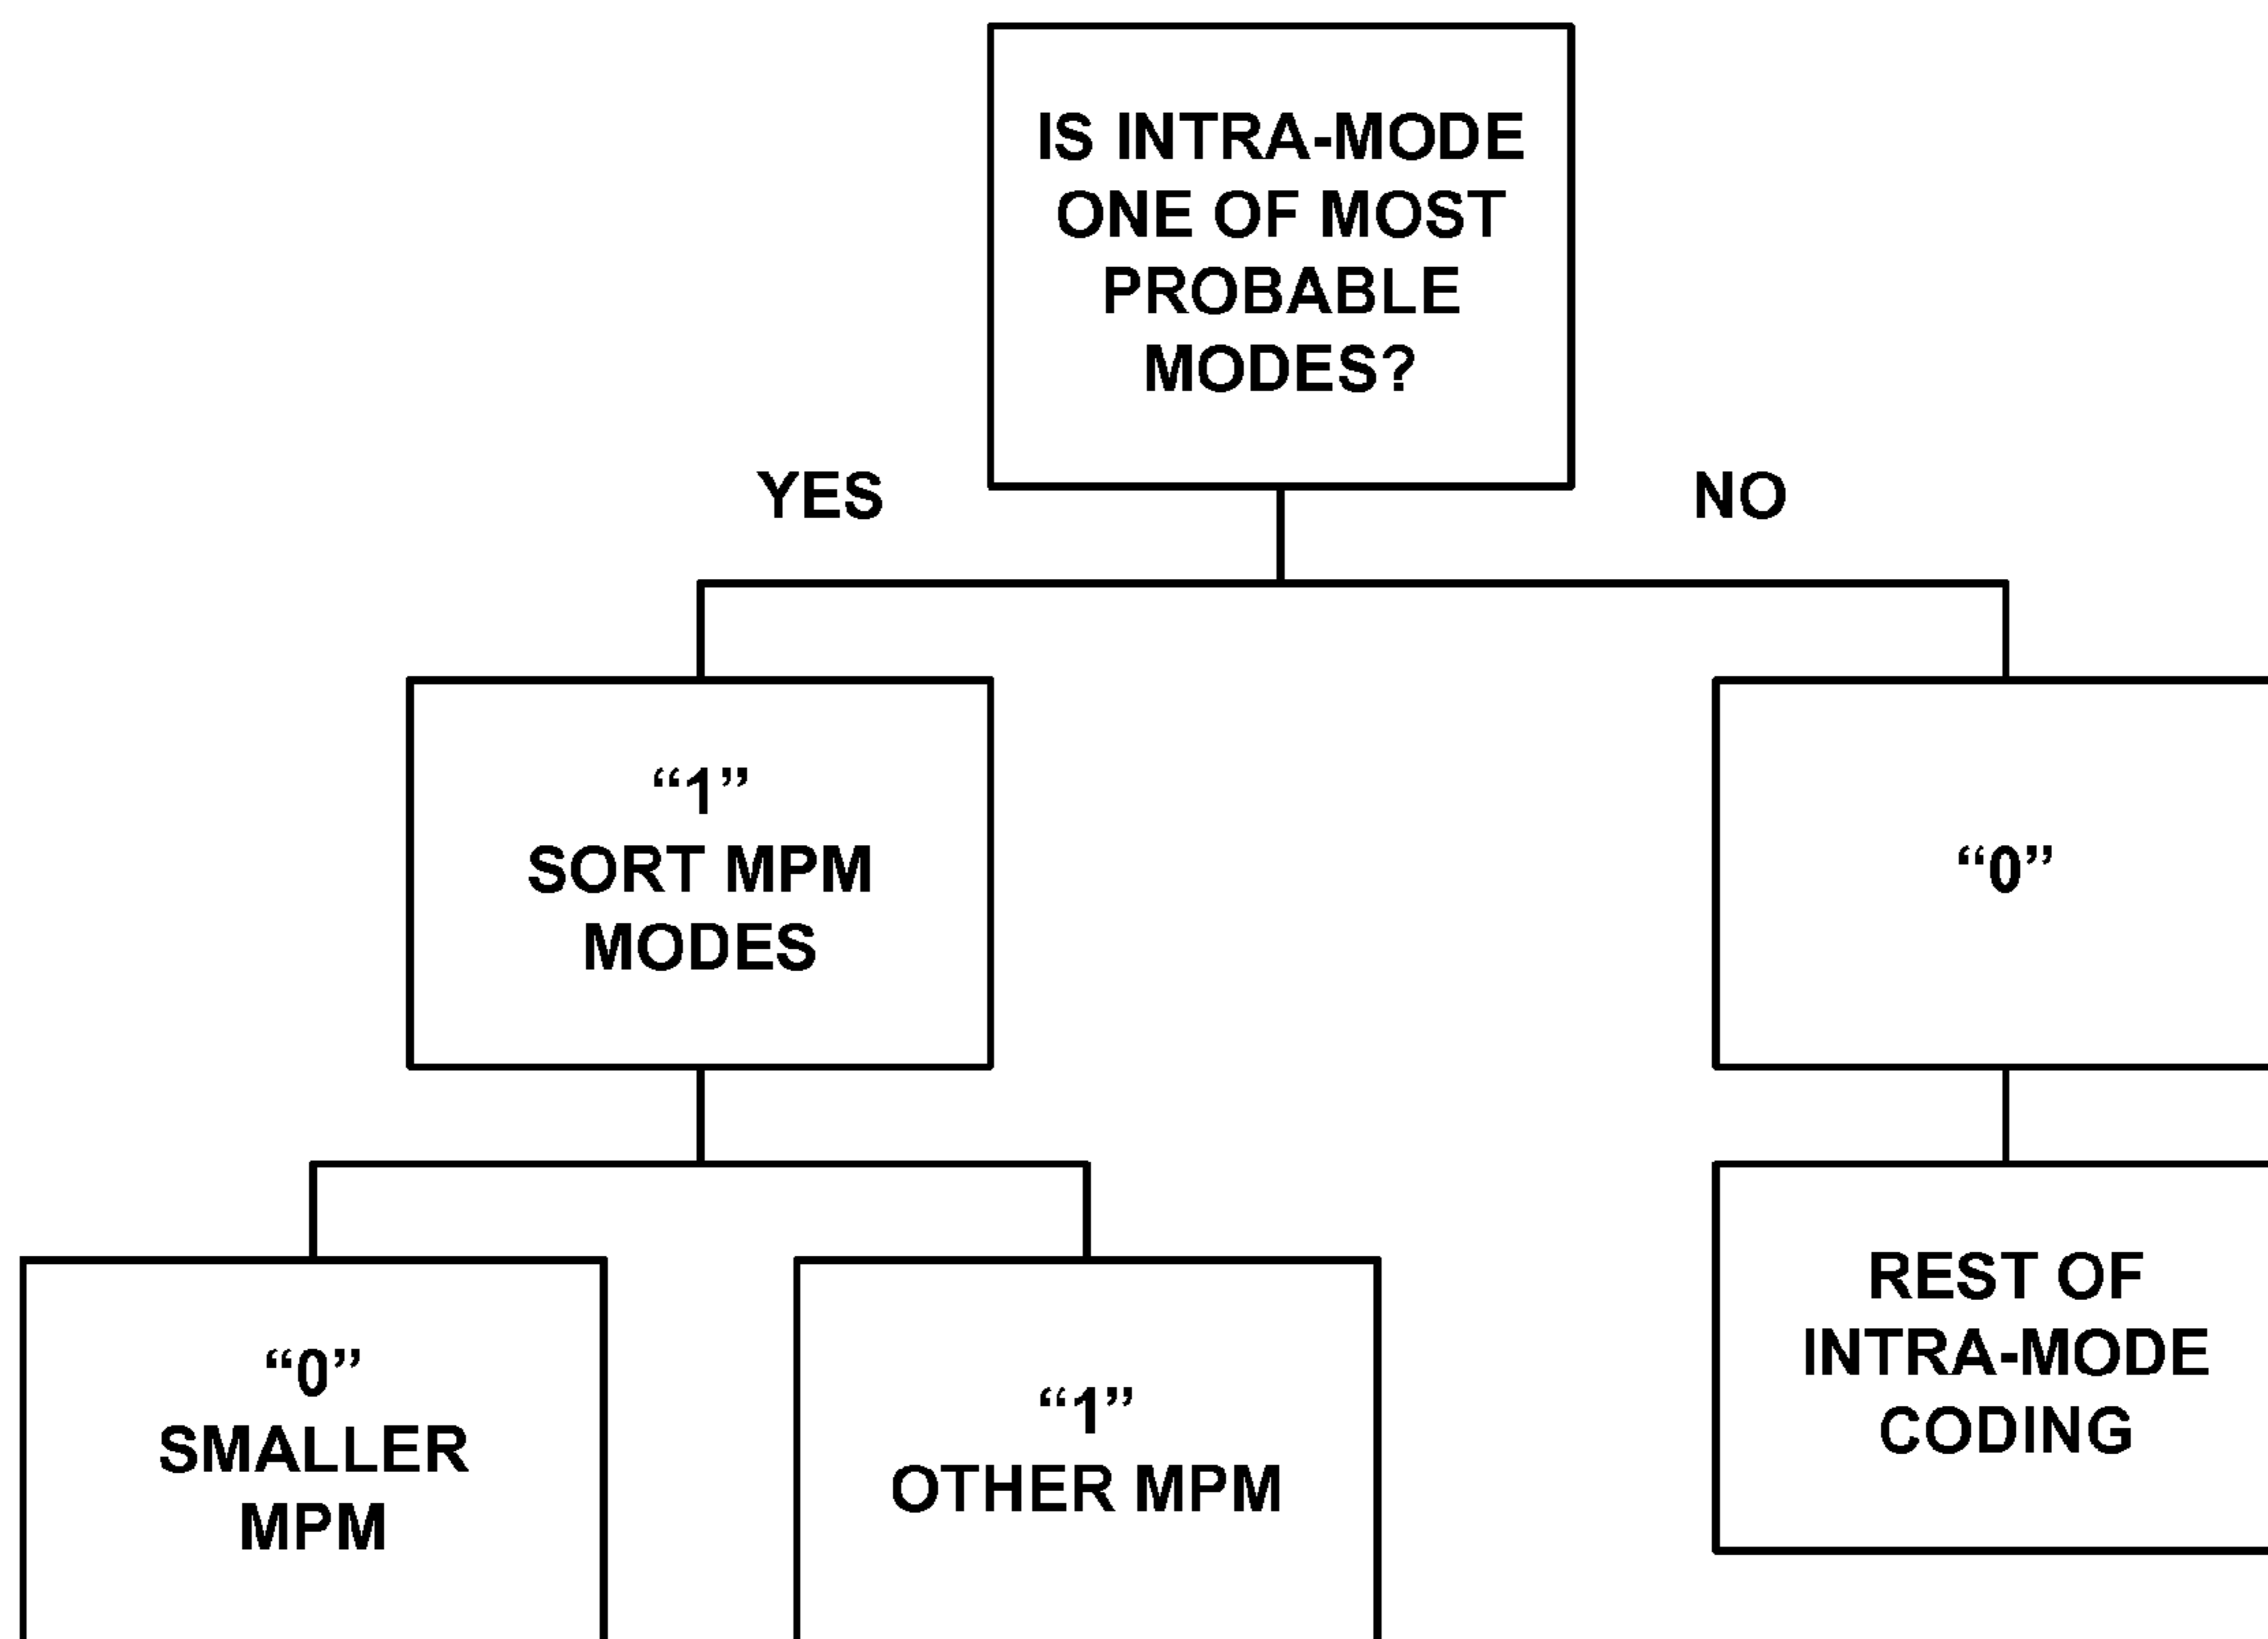 IS INTRA-MODE
ONE OF MOST
PROBABLE
MODES?
YES
NO
“1”
SORT MPM
MODES
“0”
“0”
SMALLER
MPM
“1”
OTHER MPM
REST OF
INTRA-MODE
CODING